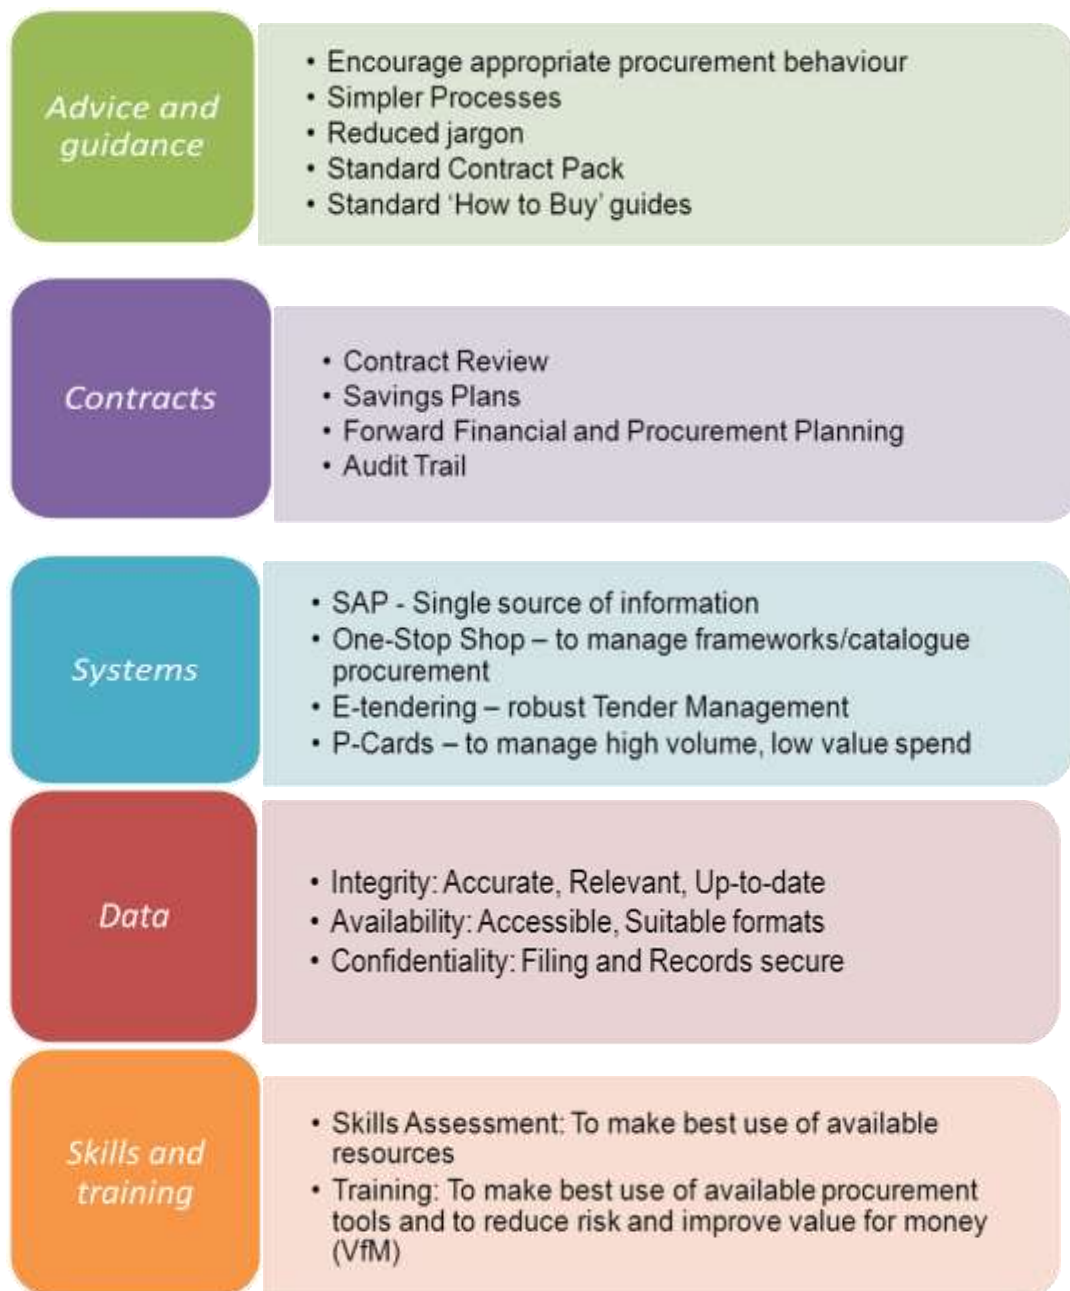 Advice and
guidance
• Encourage appropriate procurement behaviour
• Simpler Processes
• Reduced jargon
• Standard Contract Pack
• Standard ‘How to Buy’ guides
Contracts
• Contract Review
• Savings Plans
• Forward Financial and Procurement Planning
• Audit Trail
Systems
• SAP - Single source of information
• One-Stop Shop – to manage frameworks/catalogue
procurement
• E-tendering – robust Tender Management
• P-Cards – to manage high volume, low value spend
Data
• Integrity: Accurate, Relevant, Up-to-date
• Availability: Accessible, Suitable formats
• Confidentiality: Filing and Records secure
Skills and
training
• Skills Assessment: To make best use of available
resources
• Training: To make best use of available procurement
tools and to reduce risk and improve value for money
(VfM)